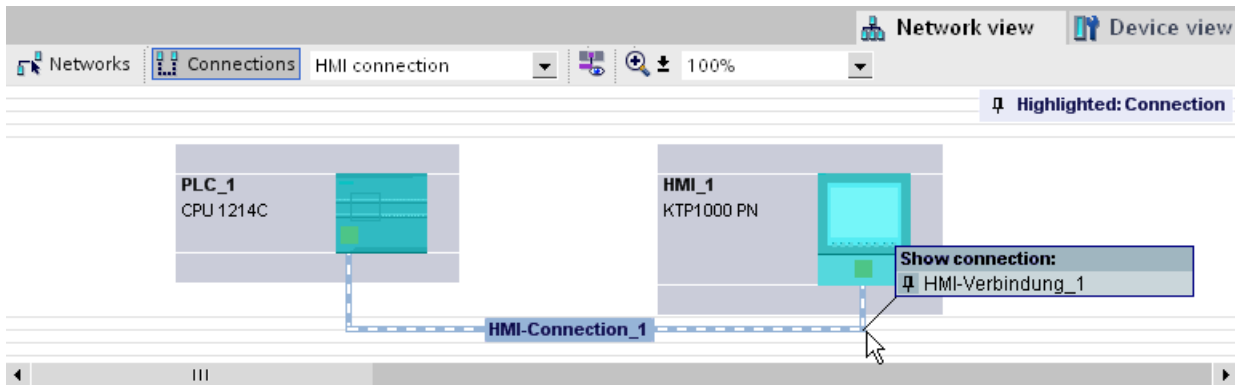 Network view Device view
Networks Connections HMI connection 100%
Highlighted: Connection
PLC_1 HMI_1
CPU 1214C KTP1000 PN
Show connection:
HMI-Verbindung_1
HMI-Connection_1